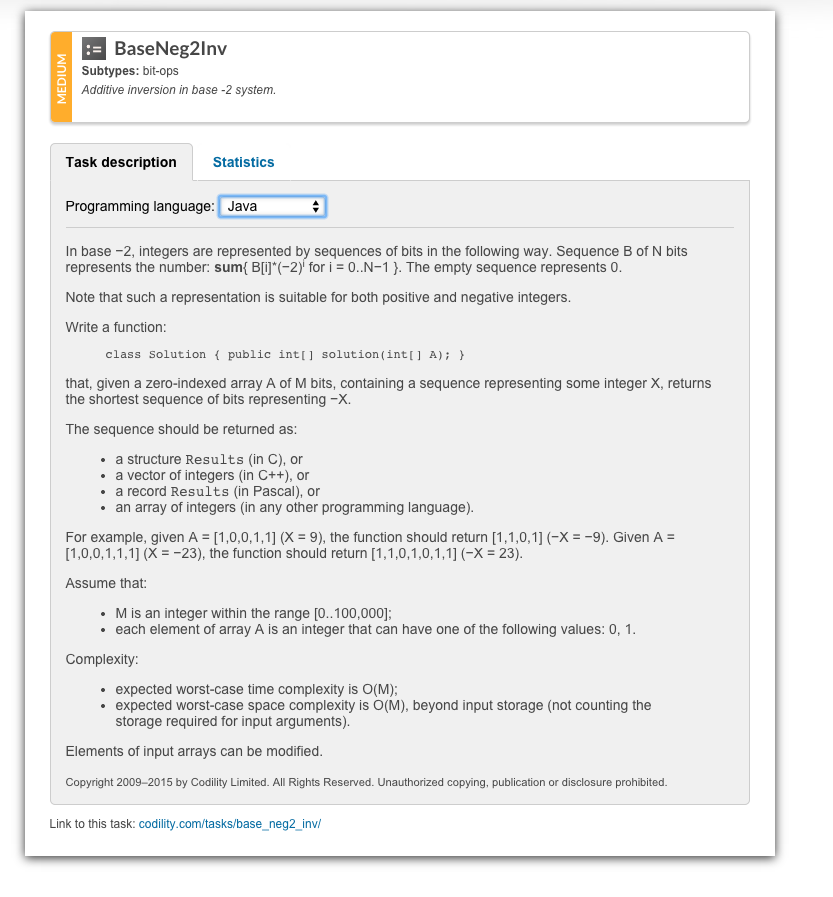 MEDIUM
:= BaseNeg2Inv
Subtypes: bit-ops
Additive inversion in base -2 system.
Task description Statistics
Programming language: Java
In base −2, integers are represented by sequences of bits in the following way. Sequence B of N bits
represents the number: sum{ B[i]*(−2)^i for i = 0..N−1 }. The empty sequence represents 0.
Note that such a representation is suitable for both positive and negative integers.
Write a function:
class Solution { public int[] solution(int[] A); }
that, given a zero-indexed array A of M bits, containing a sequence representing some integer X, returns
the shortest sequence of bits representing −X.
The sequence should be returned as:
• a structure Results (in C), or
• a vector of integers (in C++), or
• a record Results (in Pascal), or
• an array of integers (in any other programming language).
For example, given A = [1,0,0,1,1] (X = 9), the function should return [1,1,0,1] (−X = −9). Given A =
[1,0,0,1,1,1] (X = −23), the function should return [1,1,0,1,0,1,1] (−X = 23).
Assume that:
• M is an integer within the range [0..100,000];
• each element of array A is an integer that can have one of the following values: 0, 1.
Complexity:
• expected worst-case time complexity is O(M);
• expected worst-case space complexity is O(M), beyond input storage (not counting the
storage required for input arguments).
Elements of input arrays can be modified.
Copyright 2009–2015 by Codility Limited. All Rights Reserved. Unauthorized copying, publication or disclosure prohibited.
Link to this task: codility.com/tasks/base_neg2_inv/